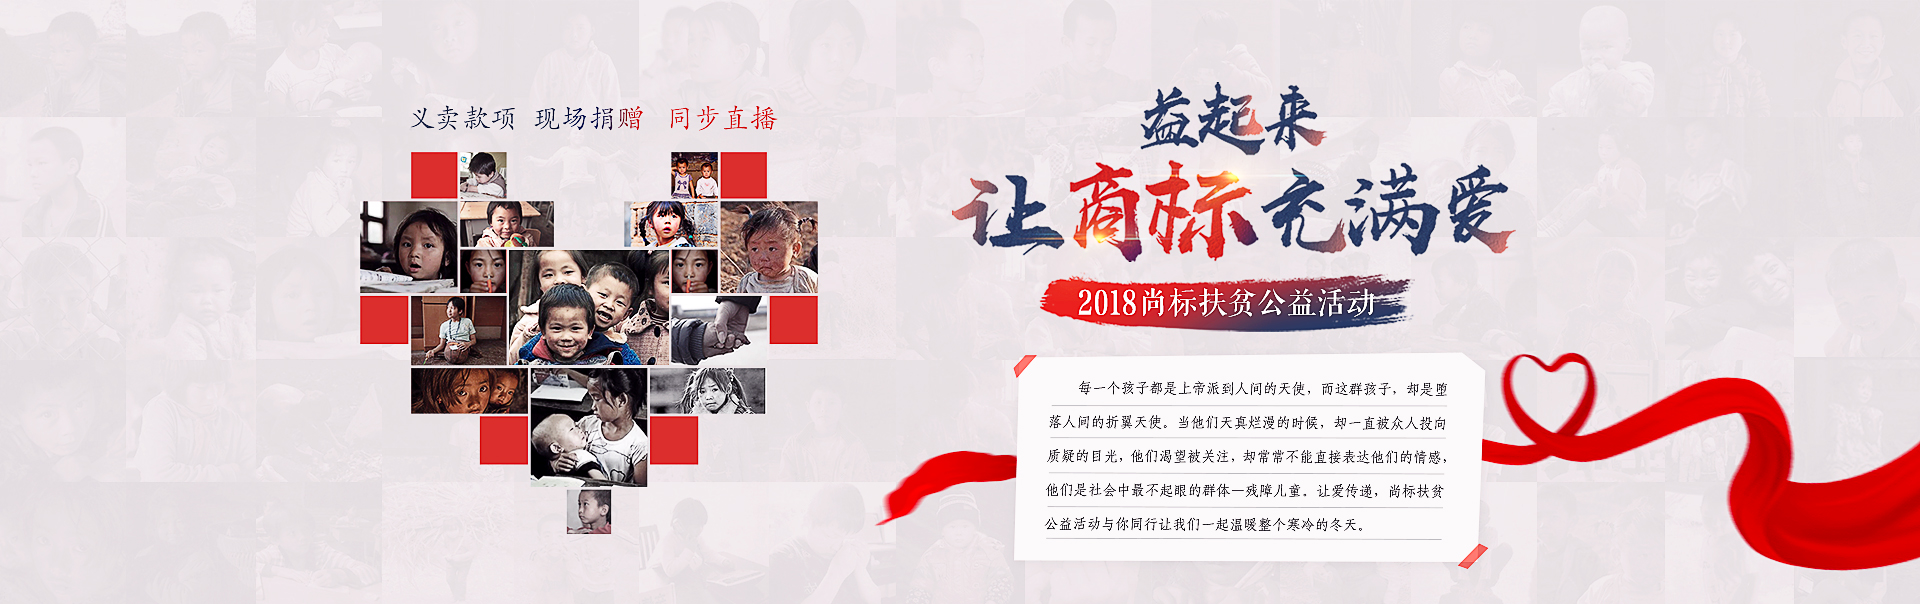 义卖款项 现场捐赠 同步直播
益起来
让商标充满爱
2018尚标扶贫公益活动
每一个孩子都是上帝派到人间的天使，而这群孩子，却是堕
落人间的折翼天使。当他们天真烂漫的时候，却一直被众人投向
质疑的目光，他们渴望被关注，却常常不能直接表达他们的情感，
他们是社会中最不起眼的群体—残障儿童。让爱传递，尚标扶贫
公益活动与你同行让我们一起温暖整个寒冷的冬天。